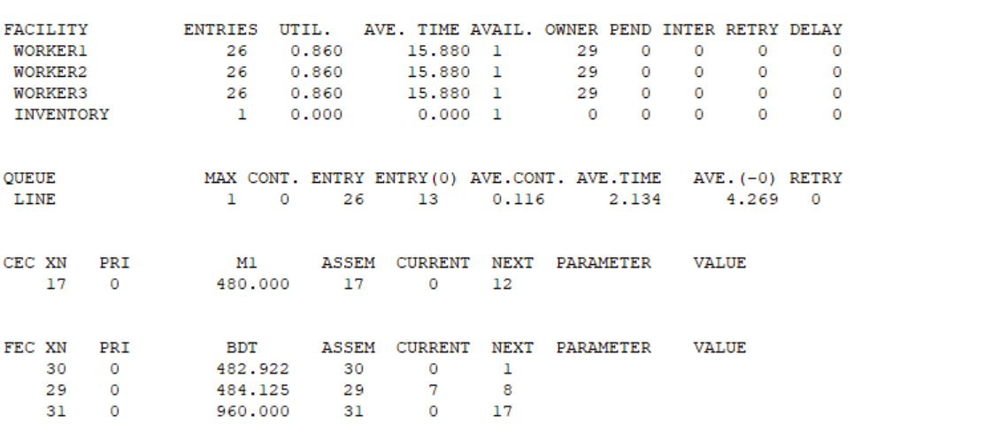 FACILITY ENTRIES UTIL. AVE. TIME AVAIL. OWNER PEND INTER RETRY DELAY
WORKER1 26 0.860 15.880 1 29 0 0 0 0
WORKER2 26 0.860 15.880 1 29 0 0 0 0
WORKER3 26 0.860 15.880 1 29 0 0 0 0
INVENTORY 1 0.000 0.000 1 0 0 0 0 0
QUEUE MAX CONT. ENTRY ENTRY(0) AVE.CONT. AVE.TIME AVE.(-0) RETRY
LINE 1 0 26 13 0.116 2.134 4.269 0
CEC XN PRI M1 ASSEM CURRENT NEXT PARAMETER VALUE
17 0 480.000 17 0 12
FEC XN PRI BDT ASSEM CURRENT NEXT PARAMETER VALUE
30 0 482.922 30 0 1
29 0 484.125 29 7 8
31 0 960.000 31 0 17